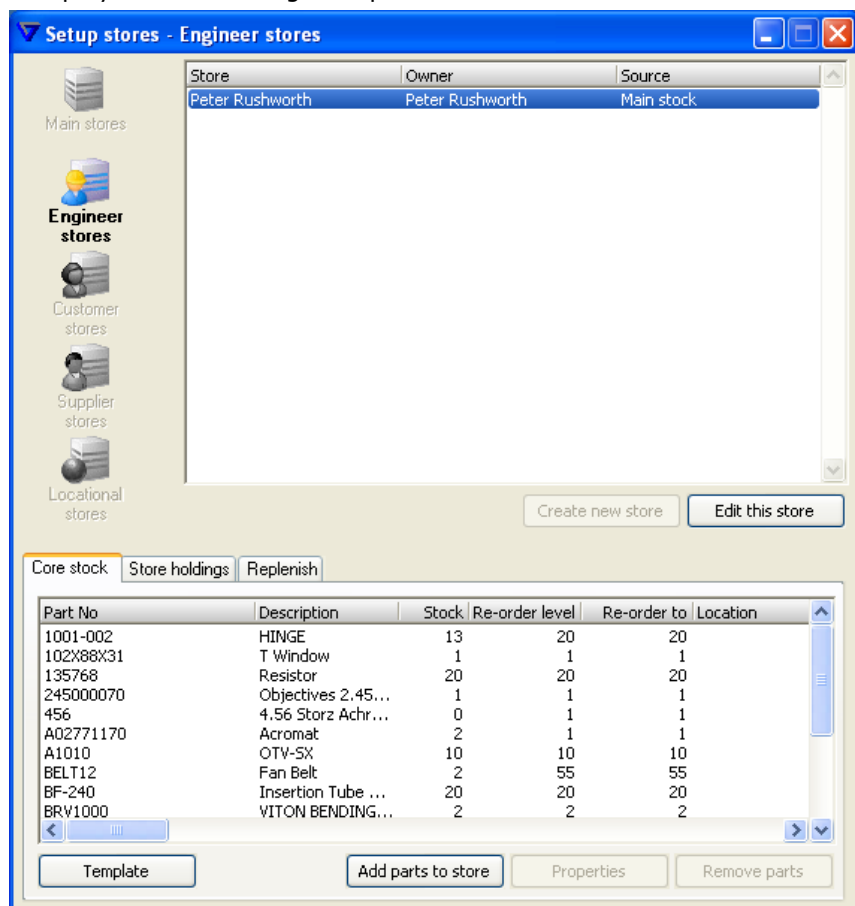 Setup stores - Engineer stores
Main stores
Engineer
stores
Customer
stores
Supplier
stores
Locational
stores
Store Owner Source
Peter Rushworth Peter Rushworth Main stock
Create new store Edit this store
Core stock Store holdings Replenish
Part No Description Stock Re-order level Re-order to Location
1001-002 HINGE 13 20 20
102X88X31 T Window 1 1 1
135768 Resistor 20 20 20
245000070 Objectives 2.45... 1 1 1
456 4.56 Storz Achr... 0 1 1
A02771170 Acromat 2 1 1
A1010 OTV-SX 10 10 10
BELT12 Fan Belt 2 55 55
BF-240 Insertion Tube ... 20 20 20
BRV1000 VITON BENDING... 2 2 2
Template Add parts to store Properties Remove parts